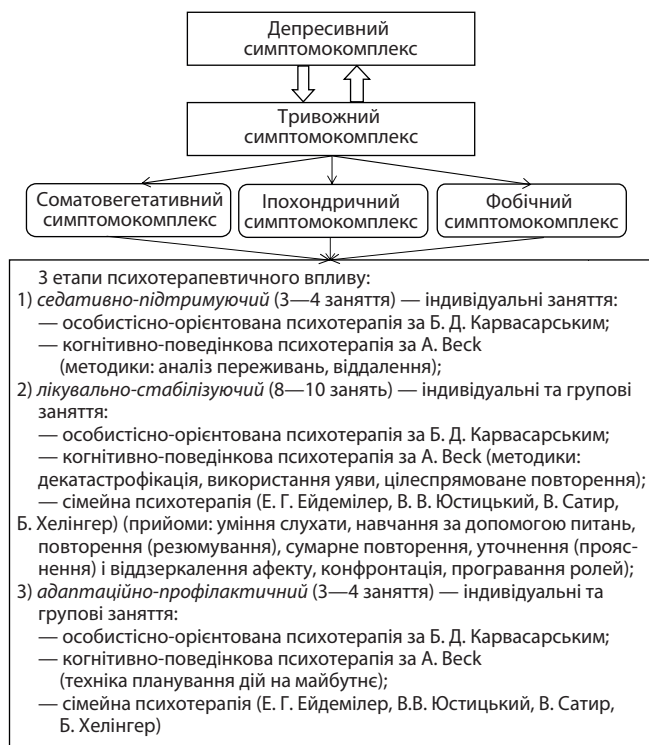 Депресивний
симптомокомплекс
Тривожний
симптомокомплекс
Соматовегетативний
симптомокомплекс
Іпохондричний
симптомокомплекс
Фобічний
симптомокомплекс
3 етапи психотерапевтичного впливу:
1) седативно-підтримуючий (3—4 заняття) — індивідуальні заняття:
— особистісно-орієнтована психотерапія за Б. Д. Карвасарським;
— когнітивно-поведінкова психотерапія за A. Beck
(методики: аналіз переживань, віддалення);
2) лікувально-стабілізуючий (8—10 занять) — індивідуальні та групові
заняття:
— особистісно-орієнтована психотерапія за Б. Д. Карвасарським;
— когнітивно-поведінкова психотерапія за A. Beck (методики:
декатастрофікація, використання уяви, цілеспрямоване повторення);
— сімейна психотерапія (Е. Г. Ейдемілер, В. В. Юстицький, В. Сатир,
Б. Хелінгер) (прийоми: уміння слухати, навчання за допомогою питань,
повторення (резюмування), сумарне повторення, уточнення (прояс-
нення) і віддзеркалення афекту, конфронтація, програвання ролей);
3) адаптаційно-профілактичний (3—4 заняття) — індивідуальні та
групові заняття:
— особистісно-орієнтована психотерапія за Б. Д. Карвасарським;
— когнітивно-поведінкова психотерапія за A. Beck
(техніка планування дій на майбутнє);
— сімейна психотерапія (Е. Г. Ейдемілер, В.В. Юстицький, В. Сатир,
Б. Хелінгер)